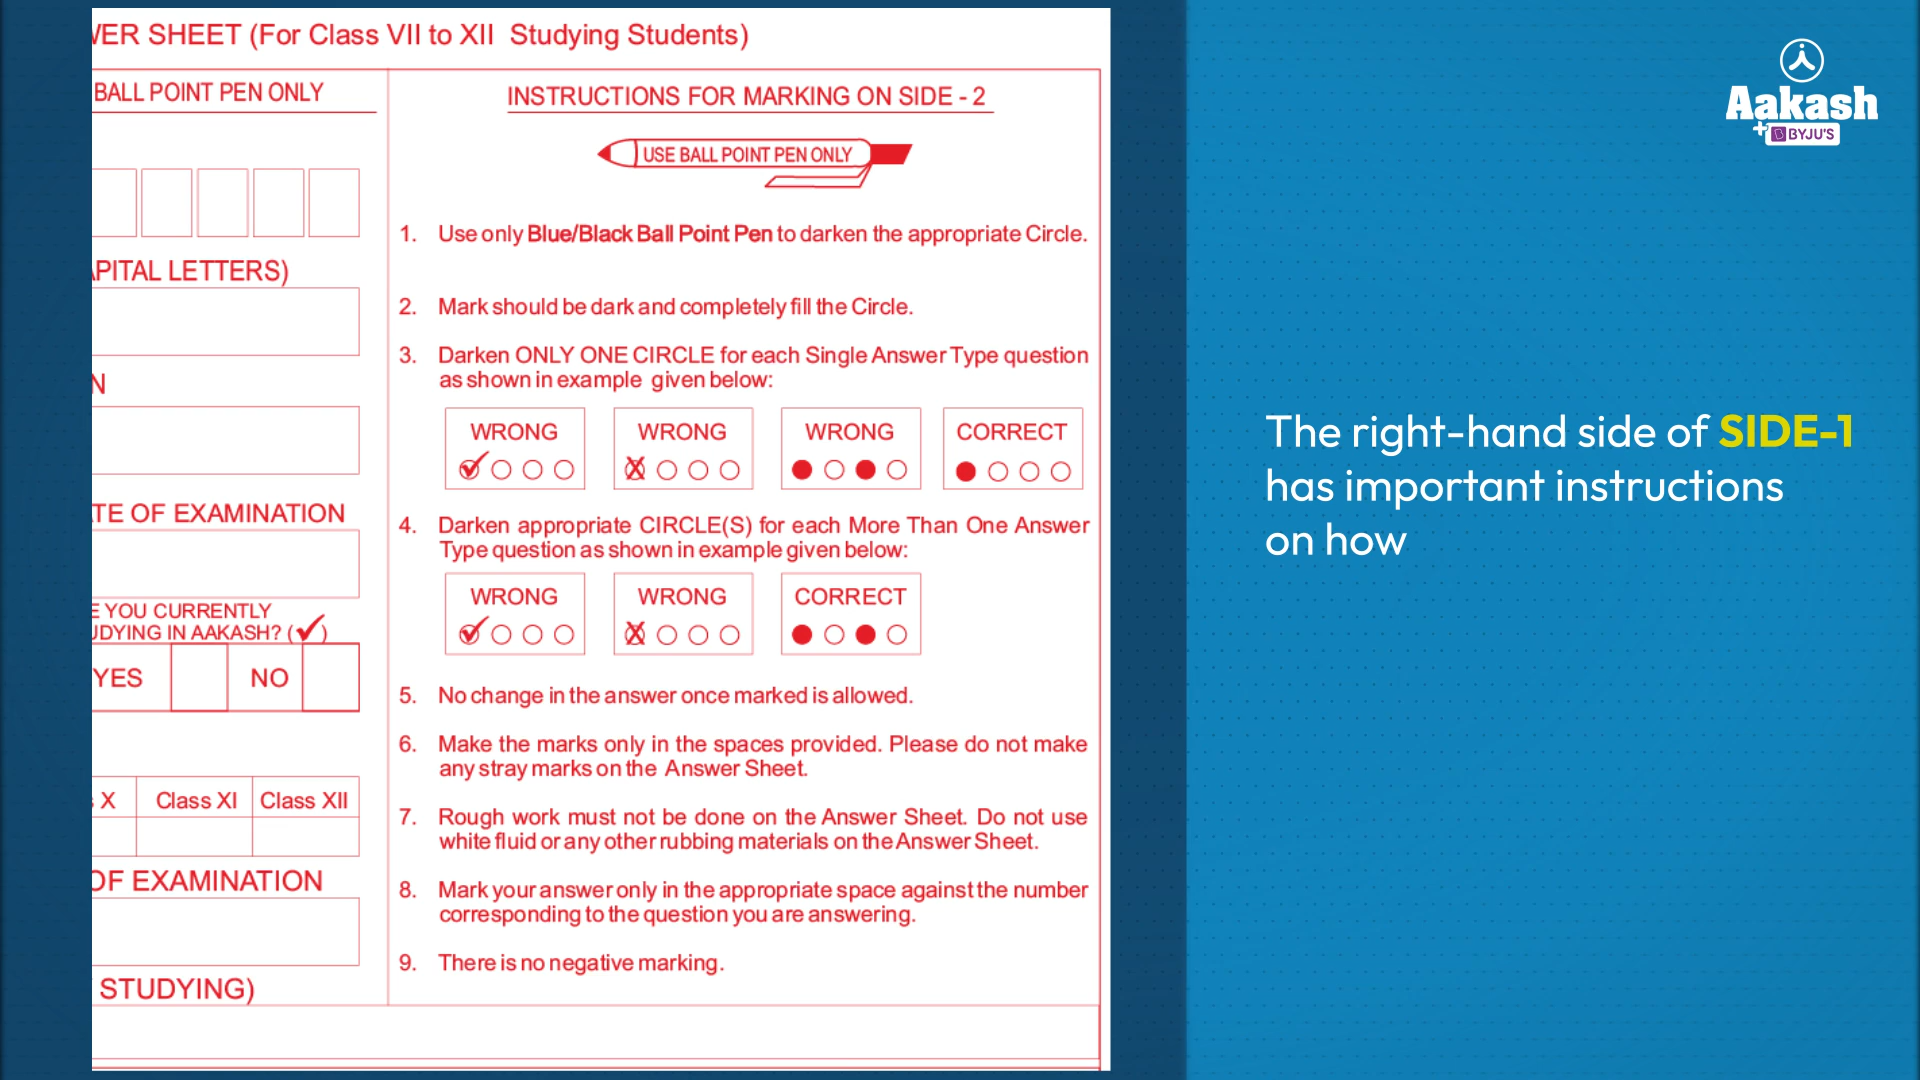 WER SHEET (For Class VII to XII Studying Students)
BALL POINT PEN ONLY
APITAL LETTERS)
N
TE OF EXAMINATION
E YOU CURRENTLY
UDYING IN AAKASH? (✓)
YES NO
X Class XI Class XII
OF EXAMINATION
STUDYING)
INSTRUCTIONS FOR MARKING ON SIDE - 2
USE BALL POINT PEN ONLY
1. Use only Blue/Black Ball Point Pen to darken the appropriate Circle.
2. Mark should be dark and completely fill the Circle.
3. Darken ONLY ONE CIRCLE for each Single Answer Type question
as shown in example given below:
WRONG WRONG WRONG CORRECT
4. Darken appropriate CIRCLE(S) for each More Than One Answer
Type question as shown in example given below:
WRONG WRONG CORRECT
5. No change in the answer once marked is allowed.
6. Make the marks only in the spaces provided. Please do not make
any stray marks on the Answer Sheet.
7. Rough work must not be done on the Answer Sheet. Do not use
white fluid or any other rubbing materials on the Answer Sheet.
8. Mark your answer only in the appropriate space against the number
corresponding to the question you are answering.
9. There is no negative marking.
Aakash
+ BYJU'S
The right-hand side of SIDE-1
has important instructions
on how